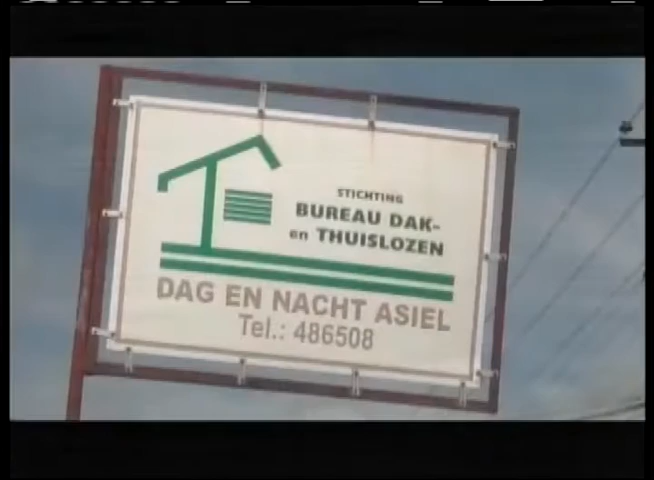 STICHTING
BUREAU DAK-
en THUISLOZEN
DAG EN NACHT ASIEL
Tel.: 486508